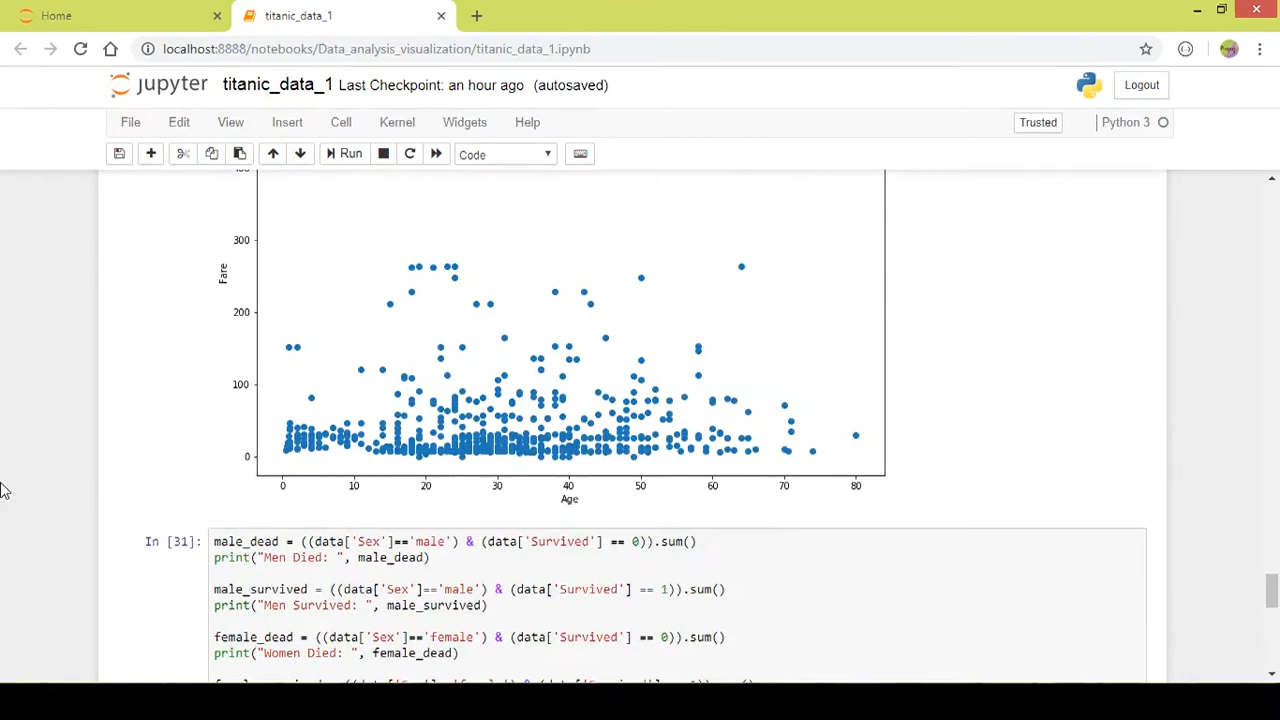 Home
titanic_data_1
localhost:8888/notebooks/Data_analysis_visualization/titanic_data_1.ipynb
jupyter titanic_data_1 Last Checkpoint: an hour ago (autosaved)
Logout
File Edit View Insert Cell Kernel Widgets Help
Trusted
Python 3
Run
Code
300
200
100
0
Fare
0 10 20 30 40 50 60 70 80
Age
In [31]:
male_dead = ((data['Sex']=='male') & (data['Survived'] == 0)).sum()
print("Men Died: ", male_dead)
male_survived = ((data['Sex']=='male') & (data['Survived'] == 1)).sum()
print("Men Survived: ", male_survived)
female_dead = ((data['Sex']=='female') & (data['Survived'] == 0)).sum()
print("Women Died: ", female_dead)